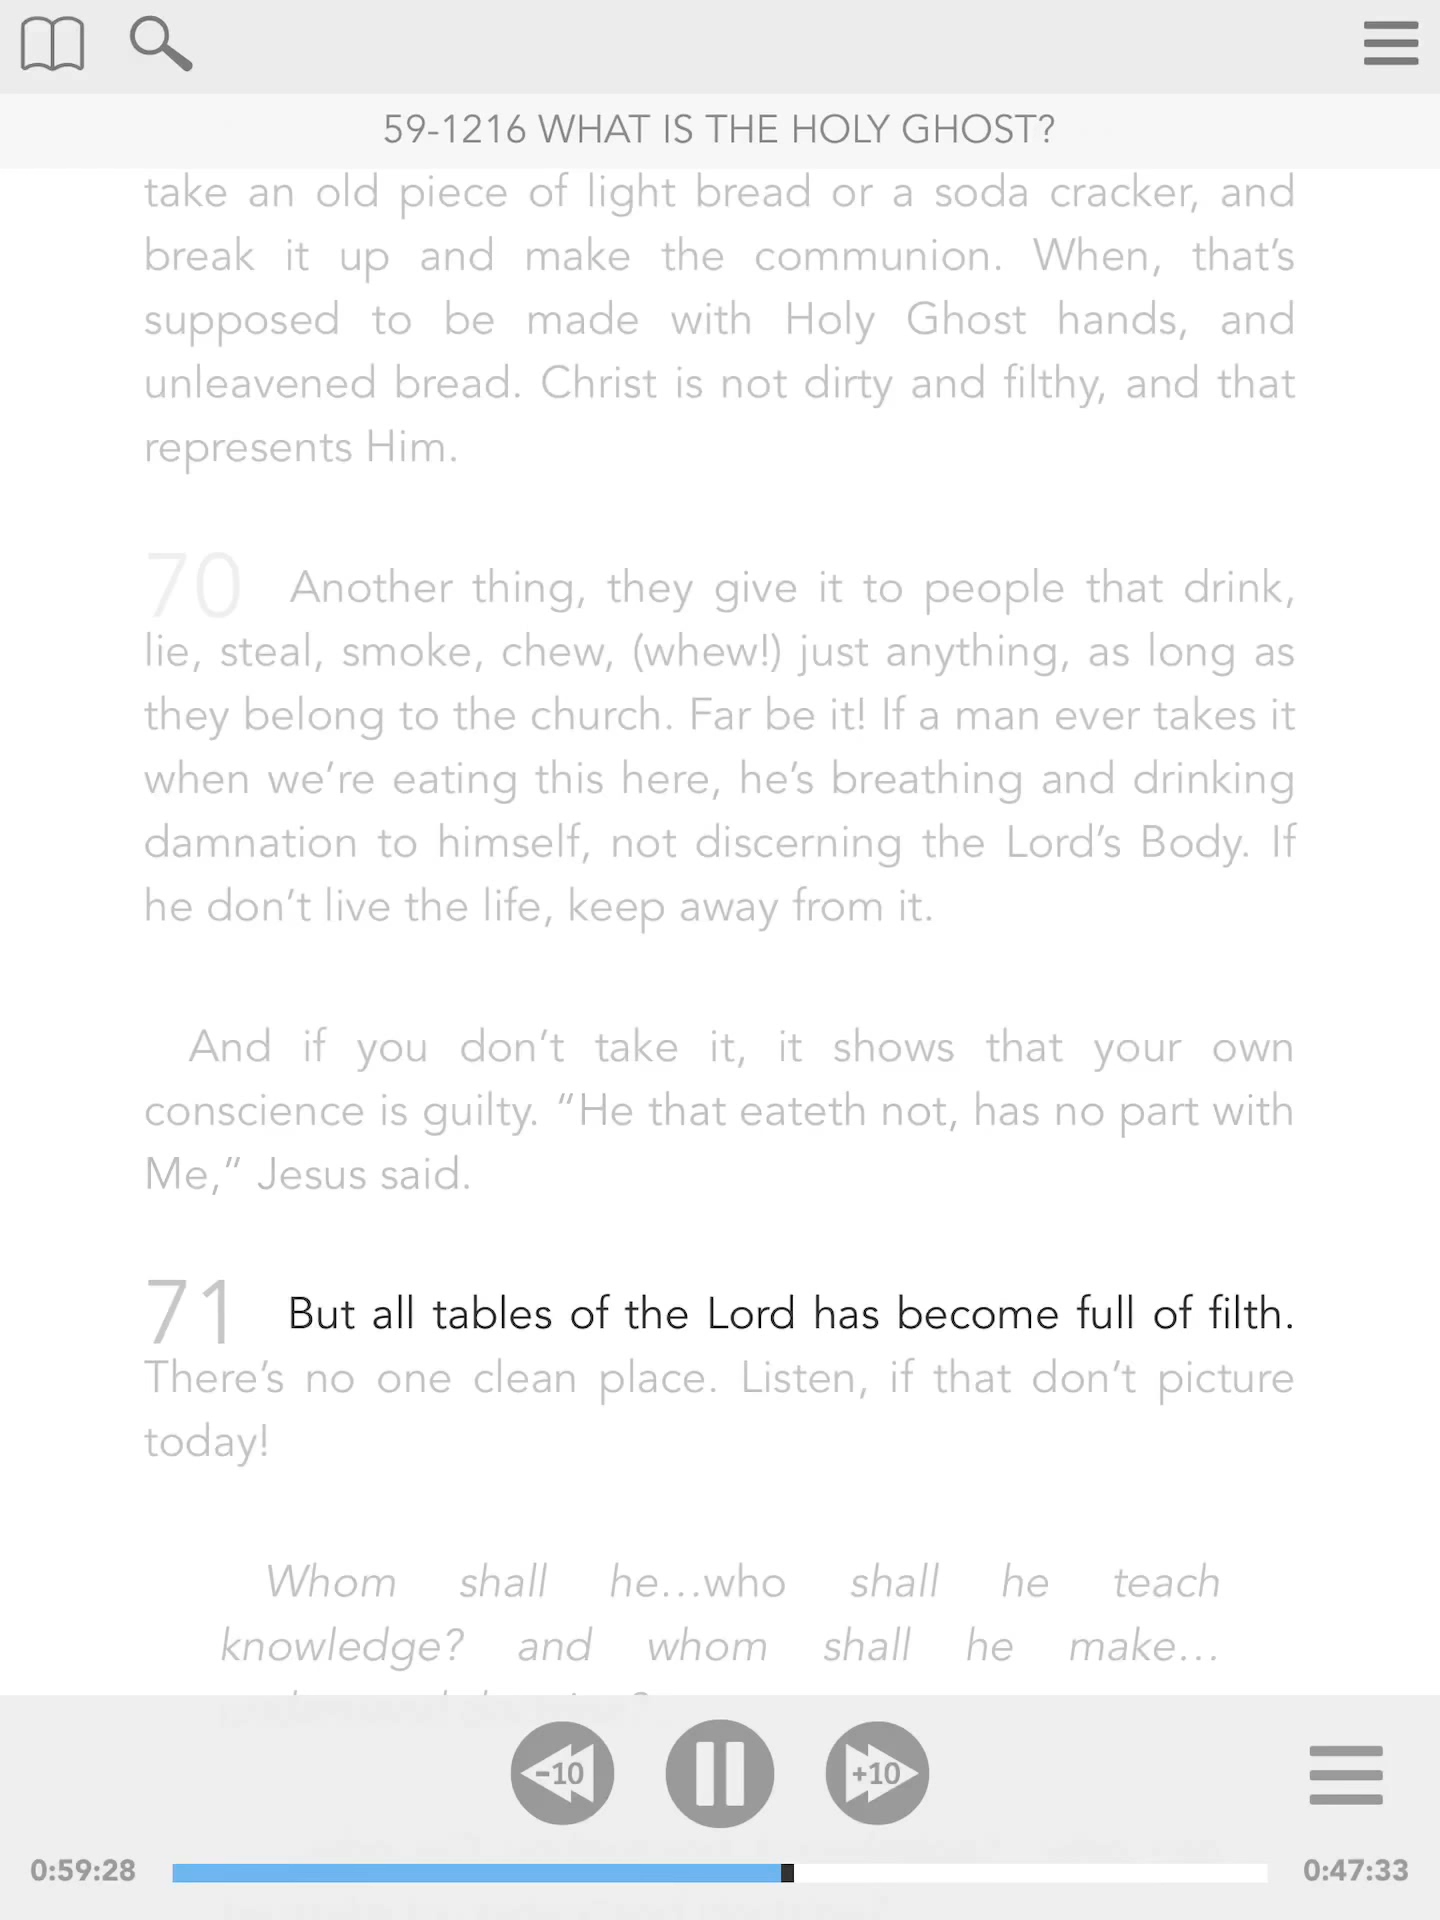 59-1216 WHAT IS THE HOLY GHOST?
take an old piece of light bread or a soda cracker, and
break it up and make the communion. When, that’s
supposed to be made with Holy Ghost hands, and
unleavened bread. Christ is not dirty and filthy, and that
represents Him.
70 Another thing, they give it to people that drink,
lie, steal, smoke, chew, (whew!) just anything, as long as
they belong to the church. Far be it! If a man ever takes it
when we’re eating this here, he’s breathing and drinking
damnation to himself, not discerning the Lord’s Body. If
he don’t live the life, keep away from it.
And if you don’t take it, it shows that your own
conscience is guilty. “He that eateth not, has no part with
Me,” Jesus said.
71 But all tables of the Lord has become full of filth.
There’s no one clean place. Listen, if that don’t picture
today!
Whom shall he…who shall he teach
knowledge? and whom shall he make…
-10 +10
0:59:28 0:47:33